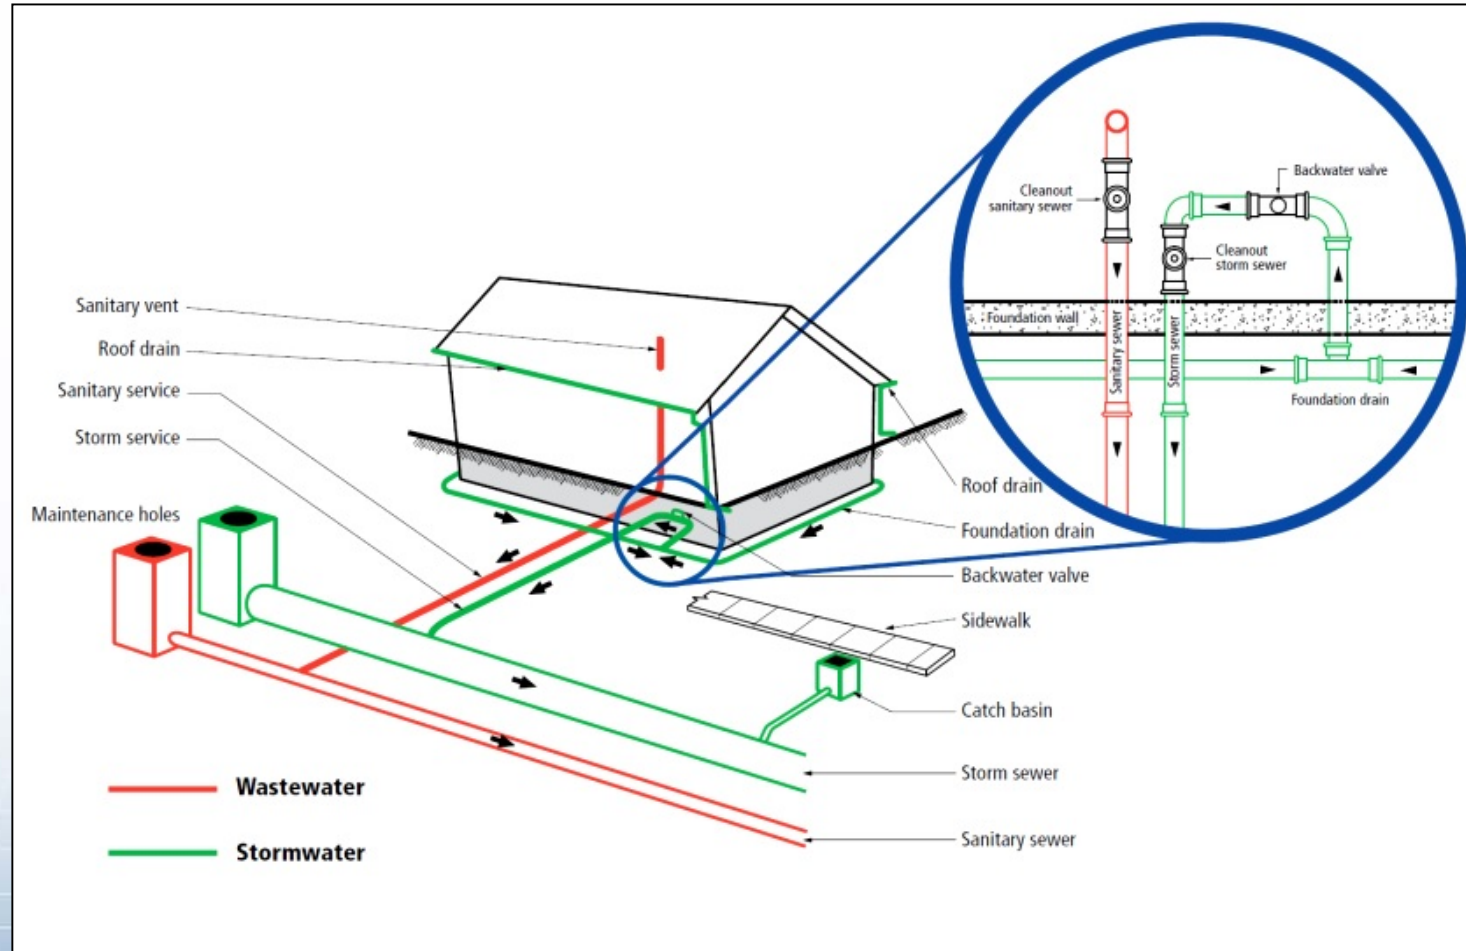 Sanitary vent
Roof drain
Sanitary service
Storm service
Maintenance holes
Wastewater
Stormwater
Roof drain
Foundation drain
Backwater valve
Sidewalk
Catch basin
Storm sewer
Sanitary sewer
Cleanout
sanitary sewer
Backwater valve
Cleanout
storm sewer
Foundation wall
Sanitary sewer
Storm sewer
Foundation drain